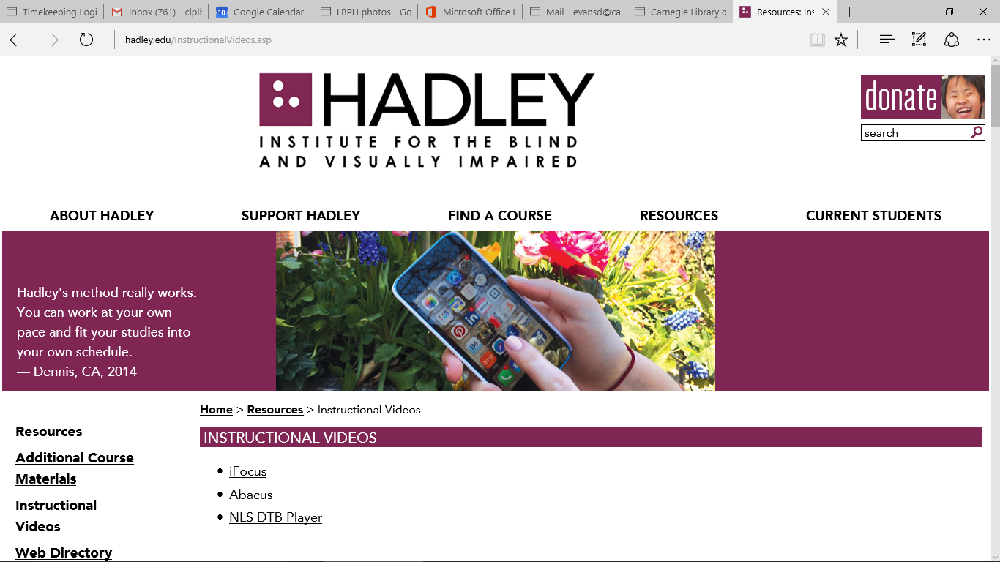 Timekeeping Logi
Inbox (761) - clplb
10 Google Calendar
LBPH photos - Go
Microsoft Office H
Mail - evansd@ca
Carnegie Library o
Resources: Ins
hadley.edu/InstructionalVideos.asp
HADLEY
INSTITUTE FOR THE BLIND
AND VISUALLY IMPAIRED
donate
search
ABOUT HADLEY
SUPPORT HADLEY
FIND A COURSE
RESOURCES
CURRENT STUDENTS
Hadley's method really works.
You can work at your own
pace and fit your studies into
your own schedule.
— Dennis, CA, 2014
Home > Resources > Instructional Videos
Resources
Additional Course
Materials
Instructional
Videos
Web Directory
INSTRUCTIONAL VIDEOS
• iFocus
• Abacus
• NLS DTB Player